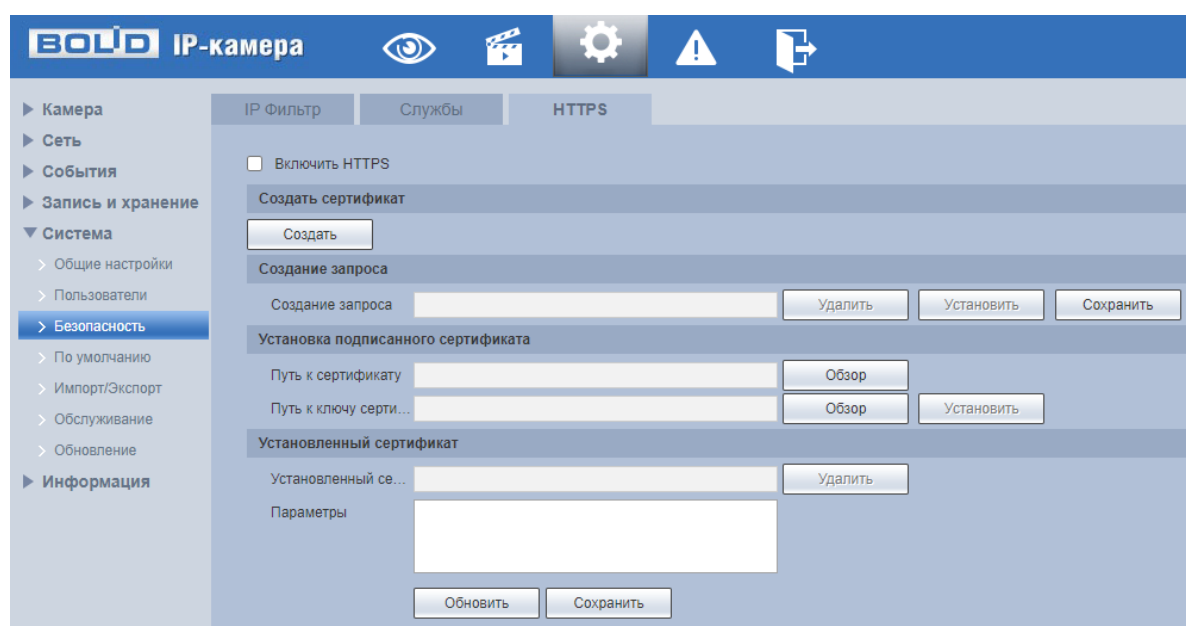 BOLID IP-камера
IP Фильтр Службы HTTPS
Камера
Сеть
События
Запись и хранение
Система
Общие настройки
Пользователи
Безопасность
По умолчанию
Импорт/Экспорт
Обслуживание
Обновление
Информация
Включить HTTPS
Создать сертификат
Создать
Создание запроса
Создание запроса Удалить Установить Сохранить
Установка подписанного сертификата
Путь к сертификату Обзор
Путь к ключу серти... Обзор Установить
Установленный сертификат
Установленный се... Удалить
Параметры
Обновить Сохранить